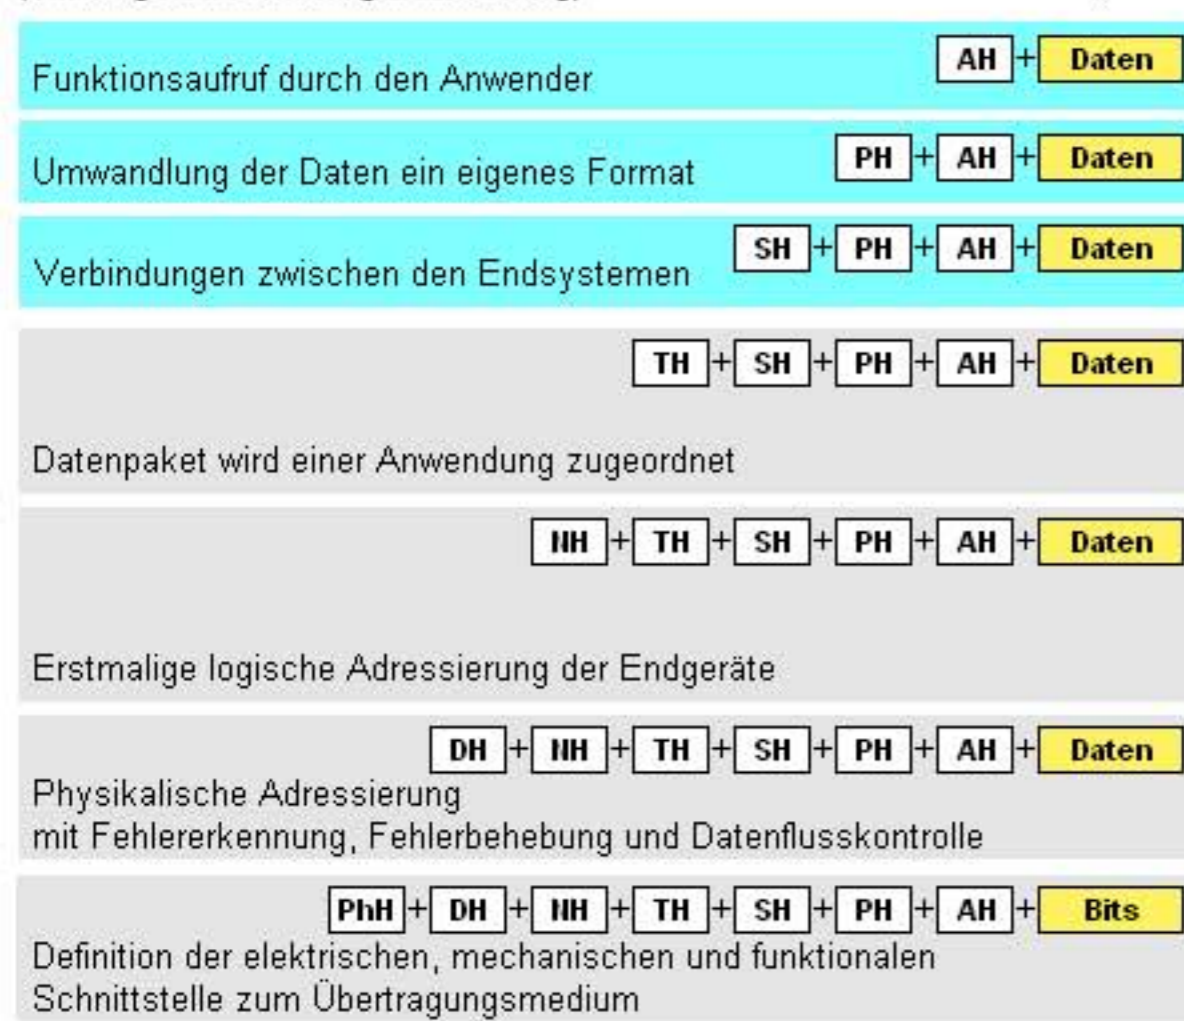 AH + Daten
Funktionsaufruf durch den Anwender
PH + AH + Daten
Umwandlung der Daten ein eigenes Format
SH + PH + AH + Daten
Verbindungen zwischen den Endsystemen
TH + SH + PH + AH + Daten
Datenpaket wird einer Anwendung zugeordnet
NH + TH + SH + PH + AH + Daten
Erstmalige logische Adressierung der Endgeräte
DH + NH + TH + SH + PH + AH + Daten
Physikalische Adressierung
mit Fehlererkennung, Fehlerbehebung und Datenflusskontrolle
PhH + DH + NH + TH + SH + PH + AH + Bits
Definition der elektrischen, mechanischen und funktionalen
Schnittstelle zum Übertragungsmedium